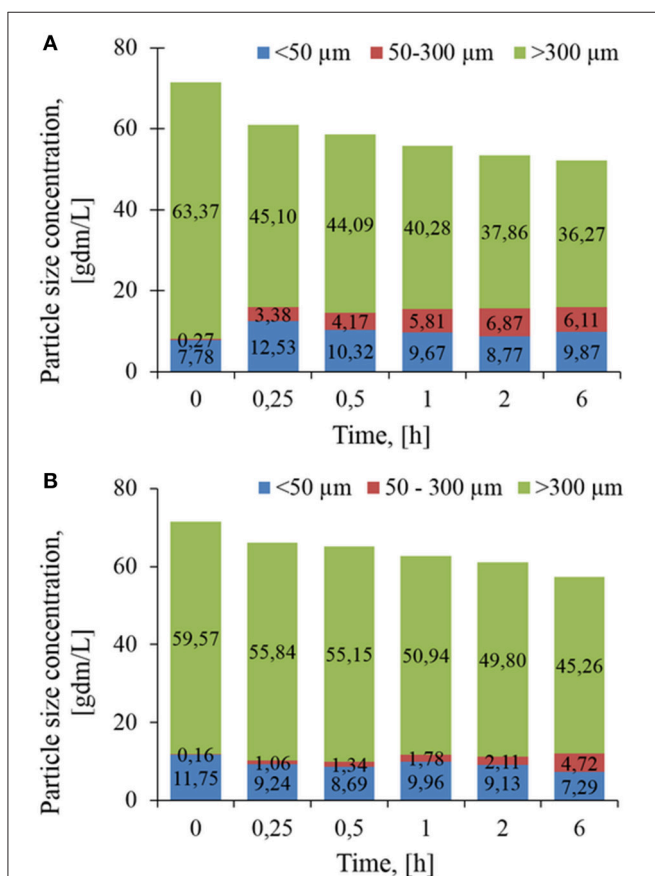 A
<50 µm 50-300 µm >300 µm
Particle size concentration,
[gdm/L]
80
60
40
20
0
63,37 45,10 44,09 40,28 37,86 36,27
0,27 3,38 4,17 5,81 6,87 6,11
7,78 12,53 10,32 9,67 8,77 9,87
0 0,25 0,5 1 2 6
Time, [h]
B
<50 µm 50 - 300 µm >300 µm
Particle size concentration,
[gdm/L]
80
60
40
20
0
59,57 55,84 55,15 50,94 49,80 45,26
0,16 1,06 1,34 1,78 2,11 4,72
11,75 9,24 8,69 9,96 9,13 7,29
0 0,25 0,5 1 2 6
Time, [h]